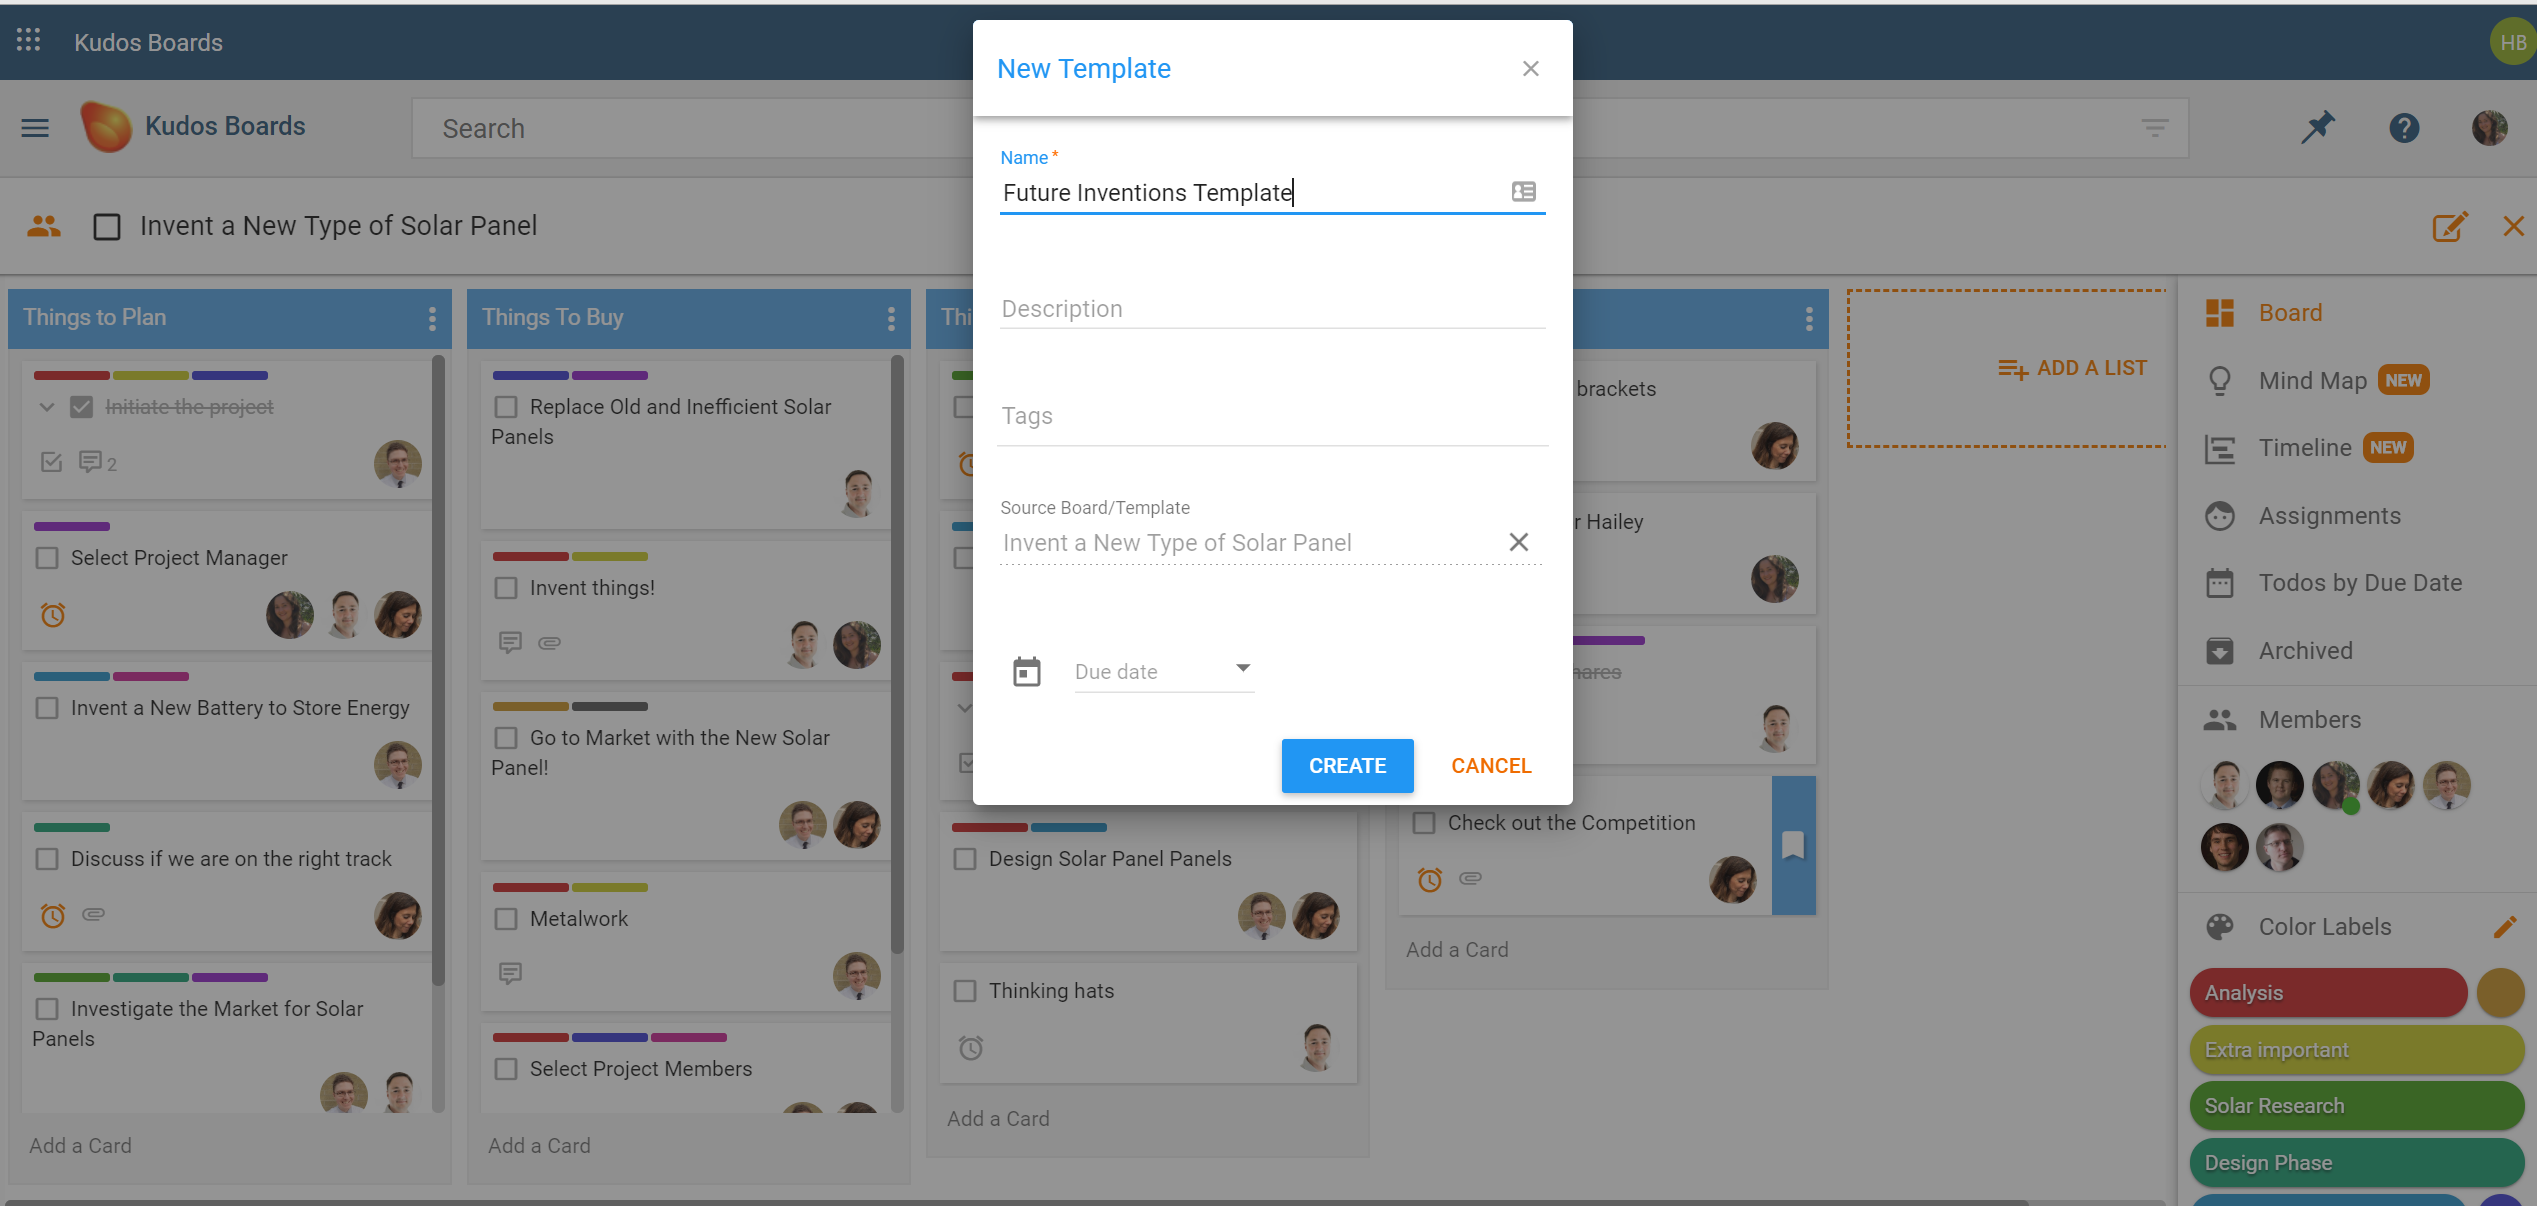 Kudos Boards
HB
Kudos Boards
Search
Invent a New Type of Solar Panel
New Template
Name *
Future Inventions Template
Description
Tags
Source Board/Template
Invent a New Type of Solar Panel
Due date
CREATE
CANCEL
Things to Plan
Initiate the project
2
Select Project Manager
Invent a New Battery to Store Energy
Discuss if we are on the right track
Investigate the Market for Solar
Panels
Add a Card
Things To Buy
Replace Old and Inefficient Solar
Panels
Invent things!
Go to Market with the New Solar
Panel!
Metalwork
Select Project Members
Add a Card
Thi
Design Solar Panel Panels
Thinking hats
Add a Card
brackets
r Hailey
Check out the Competition
Add a Card
ADD A LIST
Board
Mind Map NEW
Timeline NEW
Assignments
Todos by Due Date
Archived
Members
Color Labels
Analysis
Extra important
Solar Research
Design Phase